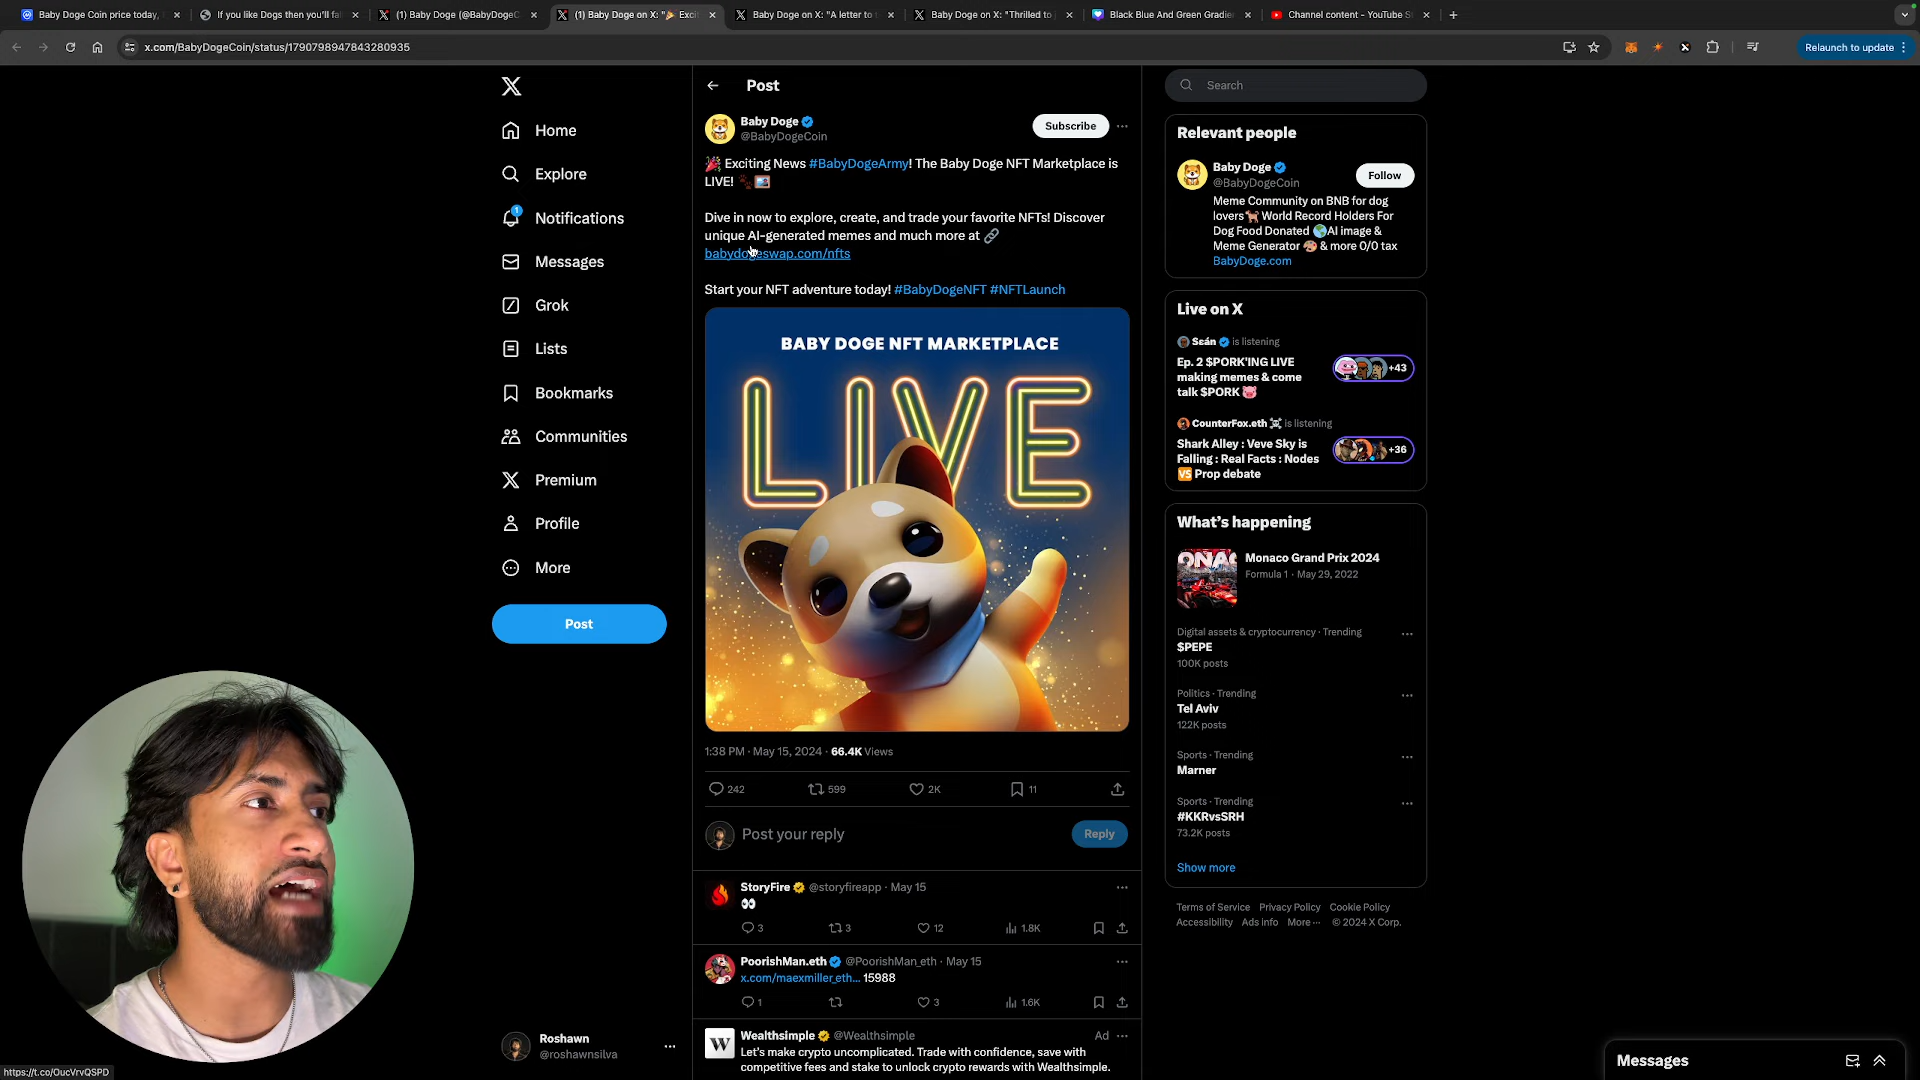 Baby Doge Coin price today,
If you like Dogs then you'll fa
(1) Baby Doge (@BabyDogeC
(1) Baby Doge on X: "🎉 Exci
Baby Doge on X: "A letter to
Baby Doge on X: "Thrilled to
Black Blue And Green Gradie
Channel content - YouTube S
x.com/BabyDogeCoin/status/1790798947843280935
Relaunch to update
Home
Explore
1
Notifications
Messages
Grok
Lists
Bookmarks
Communities
Premium
Profile
More
Post
Roshawn
@roshawnsilva
https://t.co/OucVrvQSPD
Post
Baby Doge
@BabyDogeCoin
Subscribe
🎉 Exciting News #BabyDogeArmy! The Baby Doge NFT Marketplace is
LIVE! 🐾🖼️
Dive in now to explore, create, and trade your favorite NFTs! Discover
unique AI-generated memes and much more at 🔗
babydogeswap.com/nfts
Start your NFT adventure today! #BabyDogeNFT #NFTLaunch
BABY DOGE NFT MARKETPLACE
LIVE
1:38 PM · May 15, 2024 · 66.4K Views
242 599 2K 11
Post your reply
Reply
StoryFire @storyfireapp · May 15
👀
3 3 12 1.8K
PoorishMan.eth @PoorishMan_eth · May 15
x.com/maexmiller_eth… 15988
1 3 1.6K
W
Wealthsimple @Wealthsimple
Ad
Let's make crypto uncomplicated. Trade with confidence, save with
competitive fees and stake to unlock crypto rewards with Wealthsimple.
Search
Relevant people
Baby Doge
@BabyDogeCoin
Follow
Meme Community on BNB for dog
lovers🐕 World Record Holders For
Dog Food Donated 🌎AI image &
Meme Generator 🎨 & more 0/0 tax
BabyDoge.com
Live on X
Seán is listening
Ep. 2 $PORK'ING LIVE
making memes & come
talk $PORK 🐷
+43
CounterFox.eth ☠️ is listening
Shark Alley : Veve Sky is
Falling : Real Facts : Nodes
🆚 Prop debate
+36
What's happening
Monaco Grand Prix 2024
Formula 1 · May 29, 2022
Digital assets & cryptocurrency · Trending
$PEPE
100K posts
Politics · Trending
Tel Aviv
122K posts
Sports · Trending
Marner
Sports · Trending
#KKRvsSRH
73.2K posts
Show more
Terms of Service Privacy Policy Cookie Policy
Accessibility Ads info More ··· © 2024 X Corp.
Messages